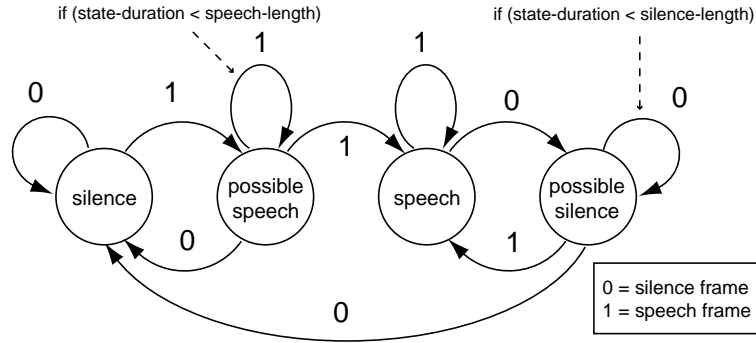 if (state-duration < speech-length)
if (state-duration < silence-length)
1
1
0
1
0
0
1
silence
possible
speech
speech
possible
silence
0
1
0
0 = silence frame
1 = speech frame